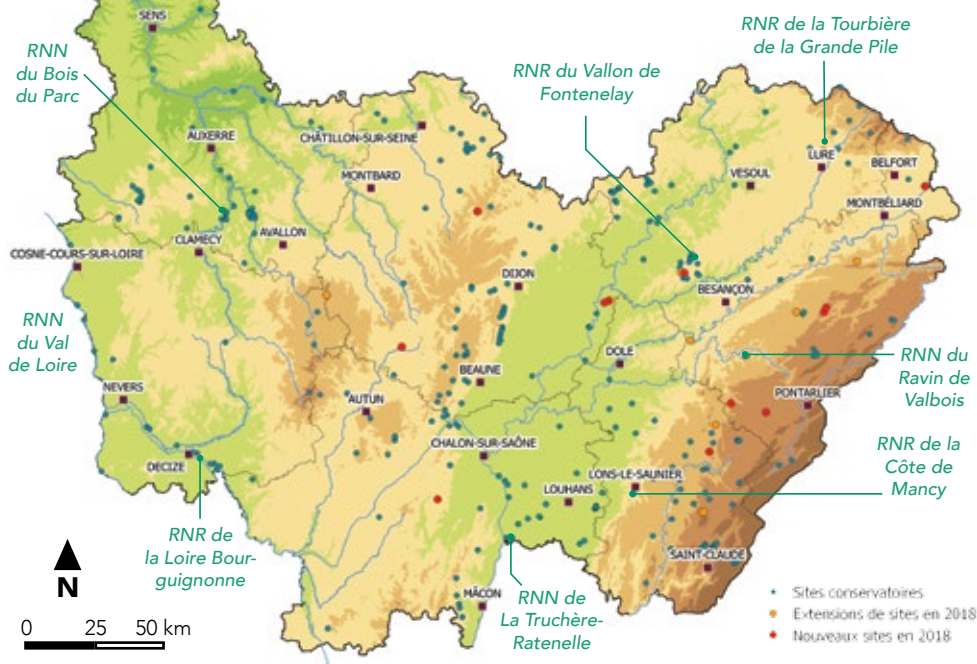 SENS
RNN
du Bois
du Parc
RNR de la Tourbière
de la Grande Pile
RNR du Vallon de
Fontenelay
AUXERRE
CHÂTILLON-SUR-SEINE
MONTBARD
LURE
BELFORT
VESOUL
MONTBÉLIARD
AVALLON
CLAMECY
COSNE-COURS-SUR-LOIRE
DIJON
BESANÇON
RNN
du Val
de Loire
DOLE
BEAUNE
RNN du
Ravin de
Valbois
NEVERS
AUTUN
PONTARLIER
CHALON-SUR-SAÔNE
DECIZE
LONS-LE-SAUNIER
LOUHANS
RNR de la
Côte de
Mancy
RNR de
la Loire Bour-
guignonne
SAINT-CLAUDE
MÂCON
RNN de
La Truchère-
Ratenelle
N
0 25 50 km
Sites conservatoires
Extensions de sites en 2018
Nouveaux sites en 2018